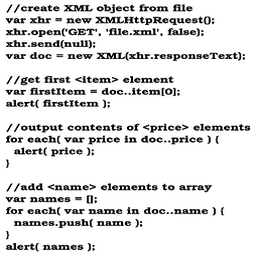 //create XML object from file
var xhr = new XMLHttpRequest();
xhr.open('GET', 'file.xml', false);
xhr.send(null);
var doc = new XML(xhr.responseText);

//get first <item> element
var firstItem = doc..item[0];
alert( firstItem );

//output contents of <price> elements
for each( var price in doc..price ) {
  alert( price );
}

//add <name> elements to array
var names = [];
for each( var name in doc..name ) {
  names.push( name );
}
alert( names );